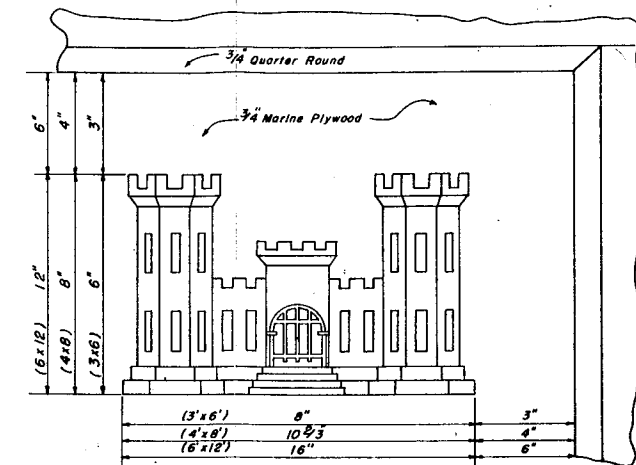 3/4" Quarter Round
3/4" Marine Plywood
6" 4" 3"
(6x12) 12"
(4x8) 8"
(3x6) 6"
(3'x6') 8" 3"
(4'x8') 10 2/3" 4"
(6'x12') 16" 6"